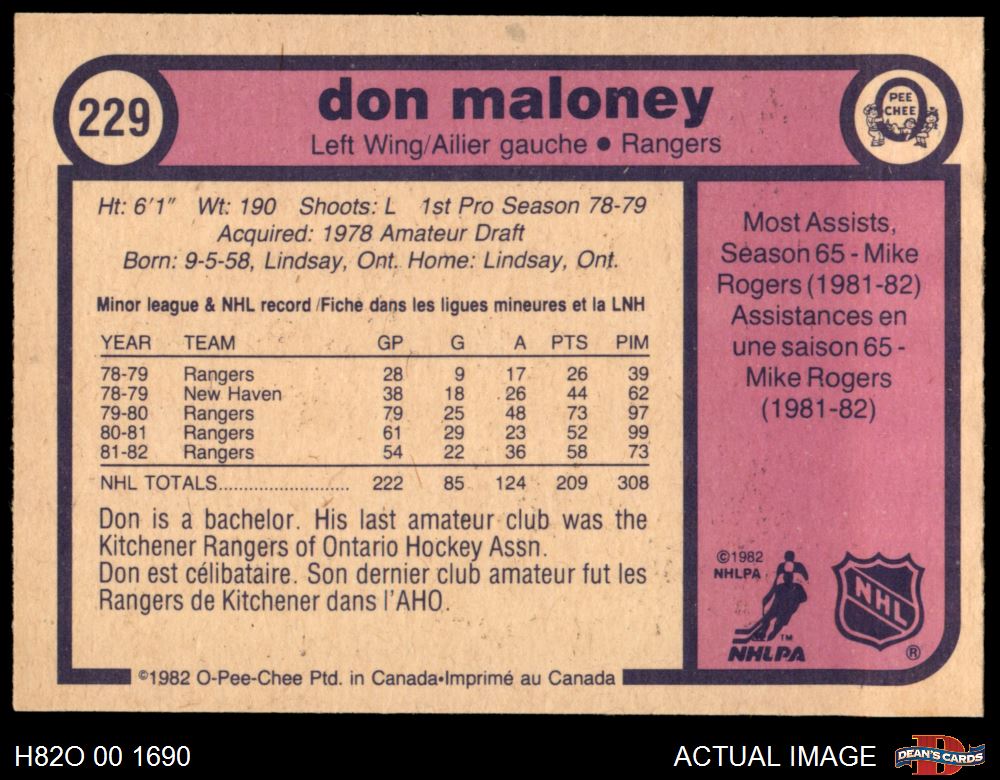 229
don maloney
Left Wing/Ailier gauche • Rangers
PEE
CHEE
Ht: 6'1" Wt: 190 Shoots: L 1st Pro Season 78-79
Acquired: 1978 Amateur Draft
Born: 9-5-58, Lindsay, Ont. Home: Lindsay, Ont.
Minor league & NHL record /Fiche dans les ligues mineures et la LNH
YEAR TEAM GP G A PTS PIM
78-79 Rangers 28 9 17 26 39
78-79 New Haven 38 18 26 44 62
79-80 Rangers 79 25 48 73 97
80-81 Rangers 61 29 23 52 99
81-82 Rangers 54 22 36 58 73
NHL TOTALS......................... 222 85 124 209 308
Don is a bachelor. His last amateur club was the
Kitchener Rangers of Ontario Hockey Assn.
Don est célibataire. Son dernier club amateur fut les
Rangers de Kitchener dans l'AHO.
Most Assists,
Season 65 - Mike
Rogers (1981-82)
Assistances en
une saison 65 -
Mike Rogers
(1981-82)
©1982
NHLPA
TM
NHLPA
NHL
®
©1982 O-Pee-Chee Ptd. in Canada•Imprimé au Canada
H82O 00 1690
ACTUAL IMAGE
D
DEAN'S CARDS